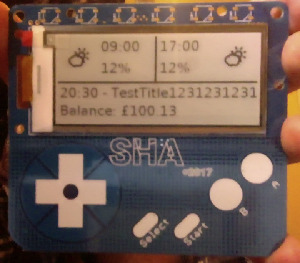 09:00 17:00
12% 12%
20:30 - TestTitle1231231231
Balance: £100.13
SHA
©2017
A
B
Select
Start